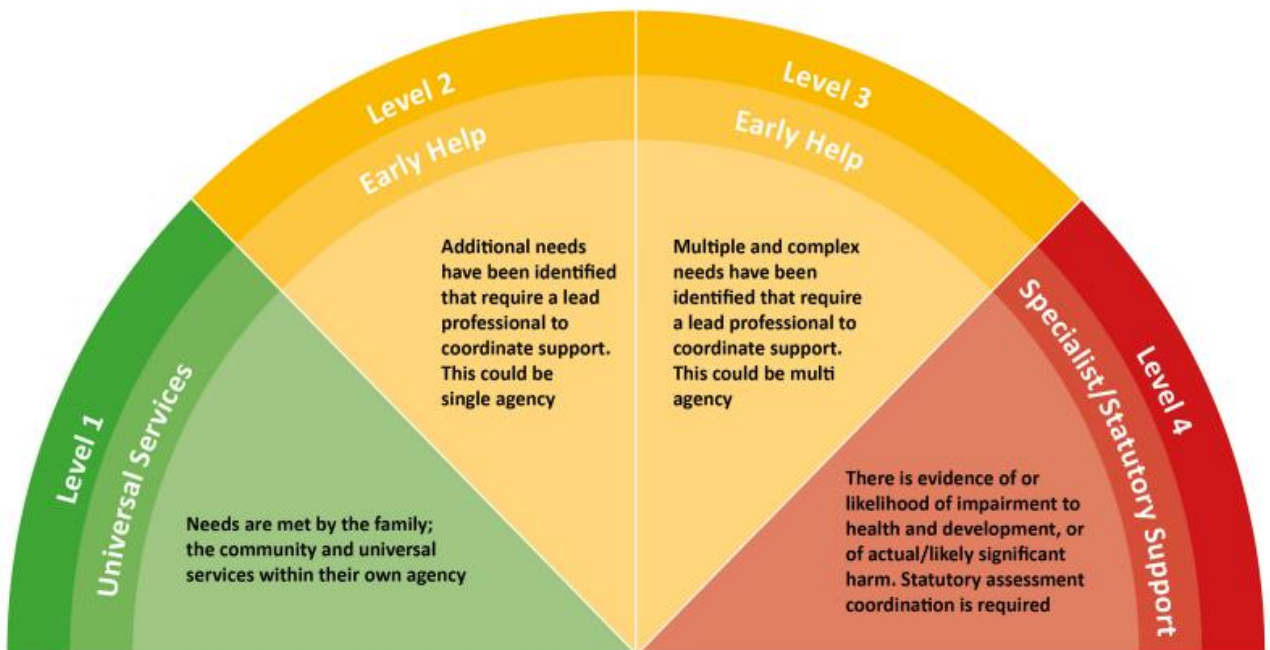 Level 1
Universal Services
Needs are met by the family;
the community and universal
services within their own agency
Level 2
Early Help
Additional needs
have been identified
that require a lead
professional to
coordinate support.
This could be
single agency
Level 3
Early Help
Multiple and complex
needs have been
identified that require
a lead professional to
coordinate support.
This could be multi
agency
Level 4
Specialist/Statutory Support
There is evidence of or
likelihood of impairment to
health and development, or
of actual/likely significant
harm. Statutory assessment
coordination is required